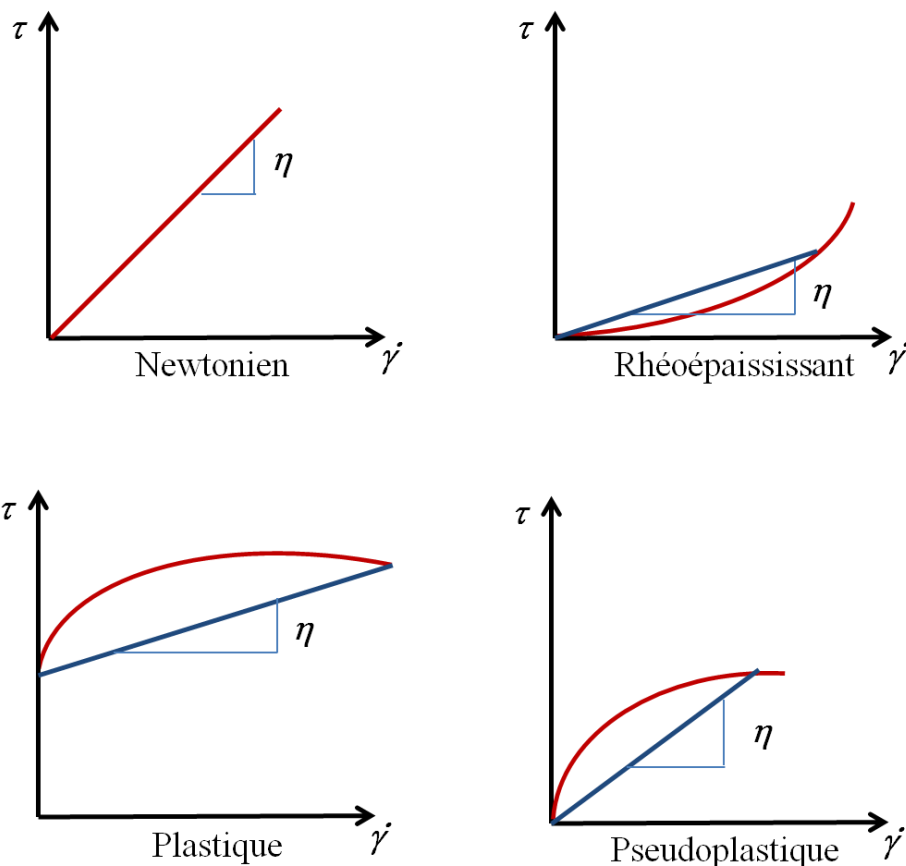 τ
η
γ̇
Newtonien
τ
η
γ̇
Rhéoépaississant
τ
η
γ̇
Plastique
τ
η
γ̇
Pseudoplastique